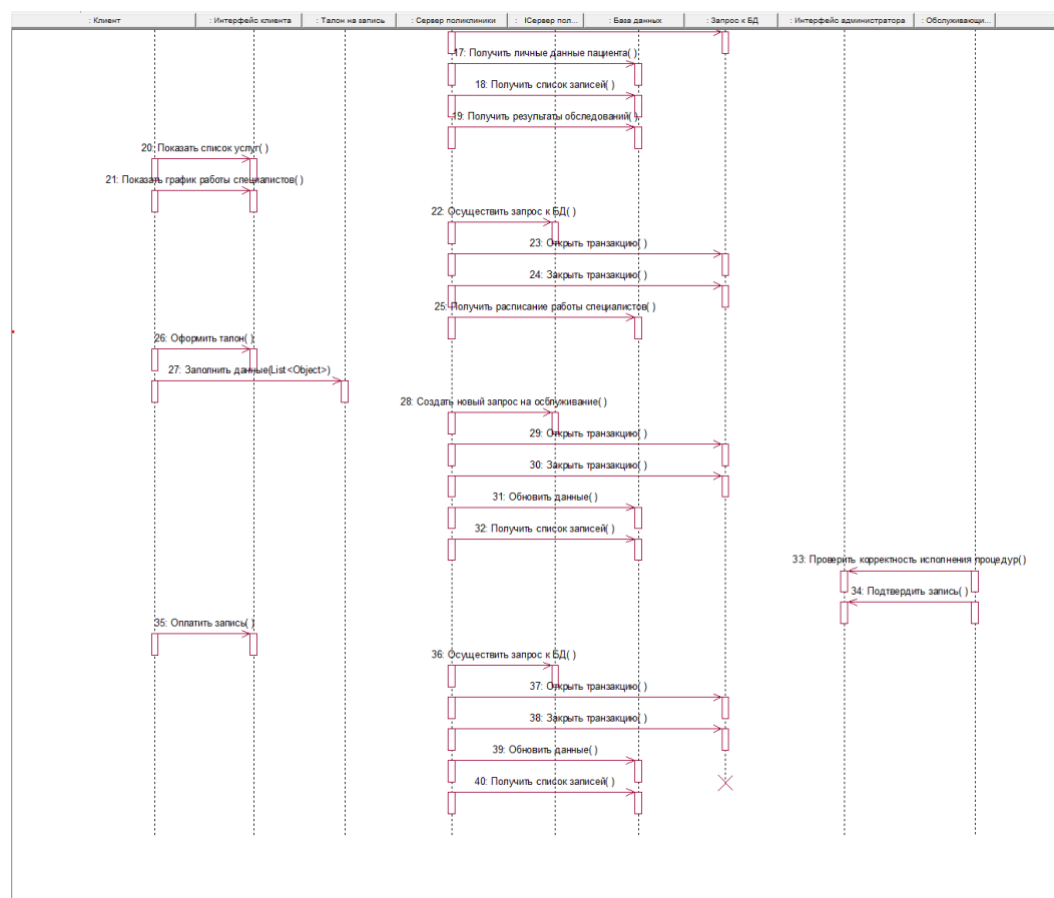 : Клиент
: Интерфейс клиента
: Талон на запись
: Сервер поликлиники
: IСервер пол...
: База данных
: Запрос к БД
: Интерфейс администратора
: Обслуживающи...
17: Получить личные данные пациента( )
18: Получить список записей( )
19: Получить результаты обследований( )
20: Показать список услуг( )
21: Показать график работы специалистов( )
22: Осуществить запрос к БД( )
23: Открыть транзакцию( )
24: Закрыть транзакцию( )
25: Получить расписание работы специалистов( )
26: Оформить талон( )
27: Заполнить данные(List<Object>)
28: Создать новый запрос на осблуживание( )
29: Открыть транзакцию( )
30: Закрыть транзакцию( )
31: Обновить данные( )
32: Получить список записей( )
33: Проверить корректность исполнения процедур( )
34: Подтвердить запись( )
35: Оплатить запись( )
36: Осуществить запрос к БД( )
37: Открыть транзакцию( )
38: Закрыть транзакцию( )
39: Обновить данные( )
40: Получить список записей( )